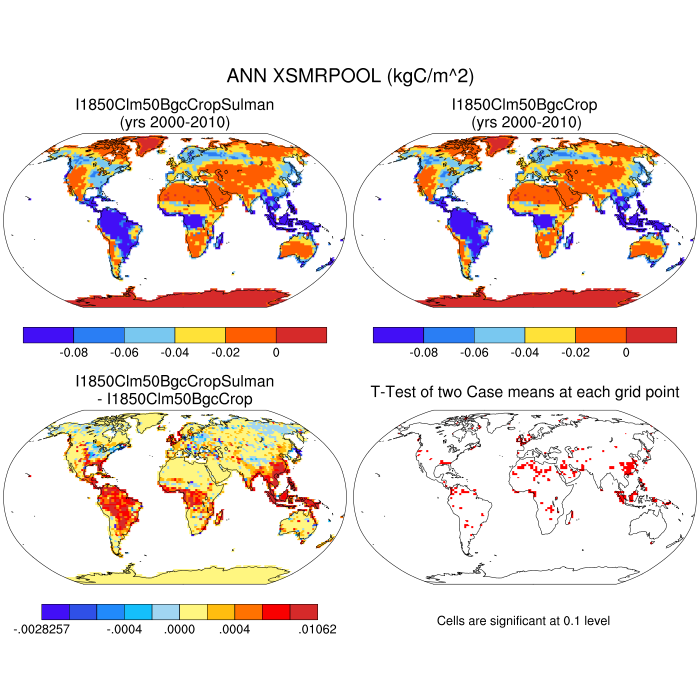 ANN XSMRPOOL (kgC/m^2)
I1850Clm50BgcCropSulman
(yrs 2000-2010)
I1850Clm50BgcCrop
(yrs 2000-2010)
-0.08 -0.06 -0.04 -0.02 0
-0.08 -0.06 -0.04 -0.02 0
I1850Clm50BgcCropSulman
- I1850Clm50BgcCrop
T-Test of two Case means at each grid point
-.0028257 -.0004 .0000 .0004 .01062
Cells are significant at 0.1 level